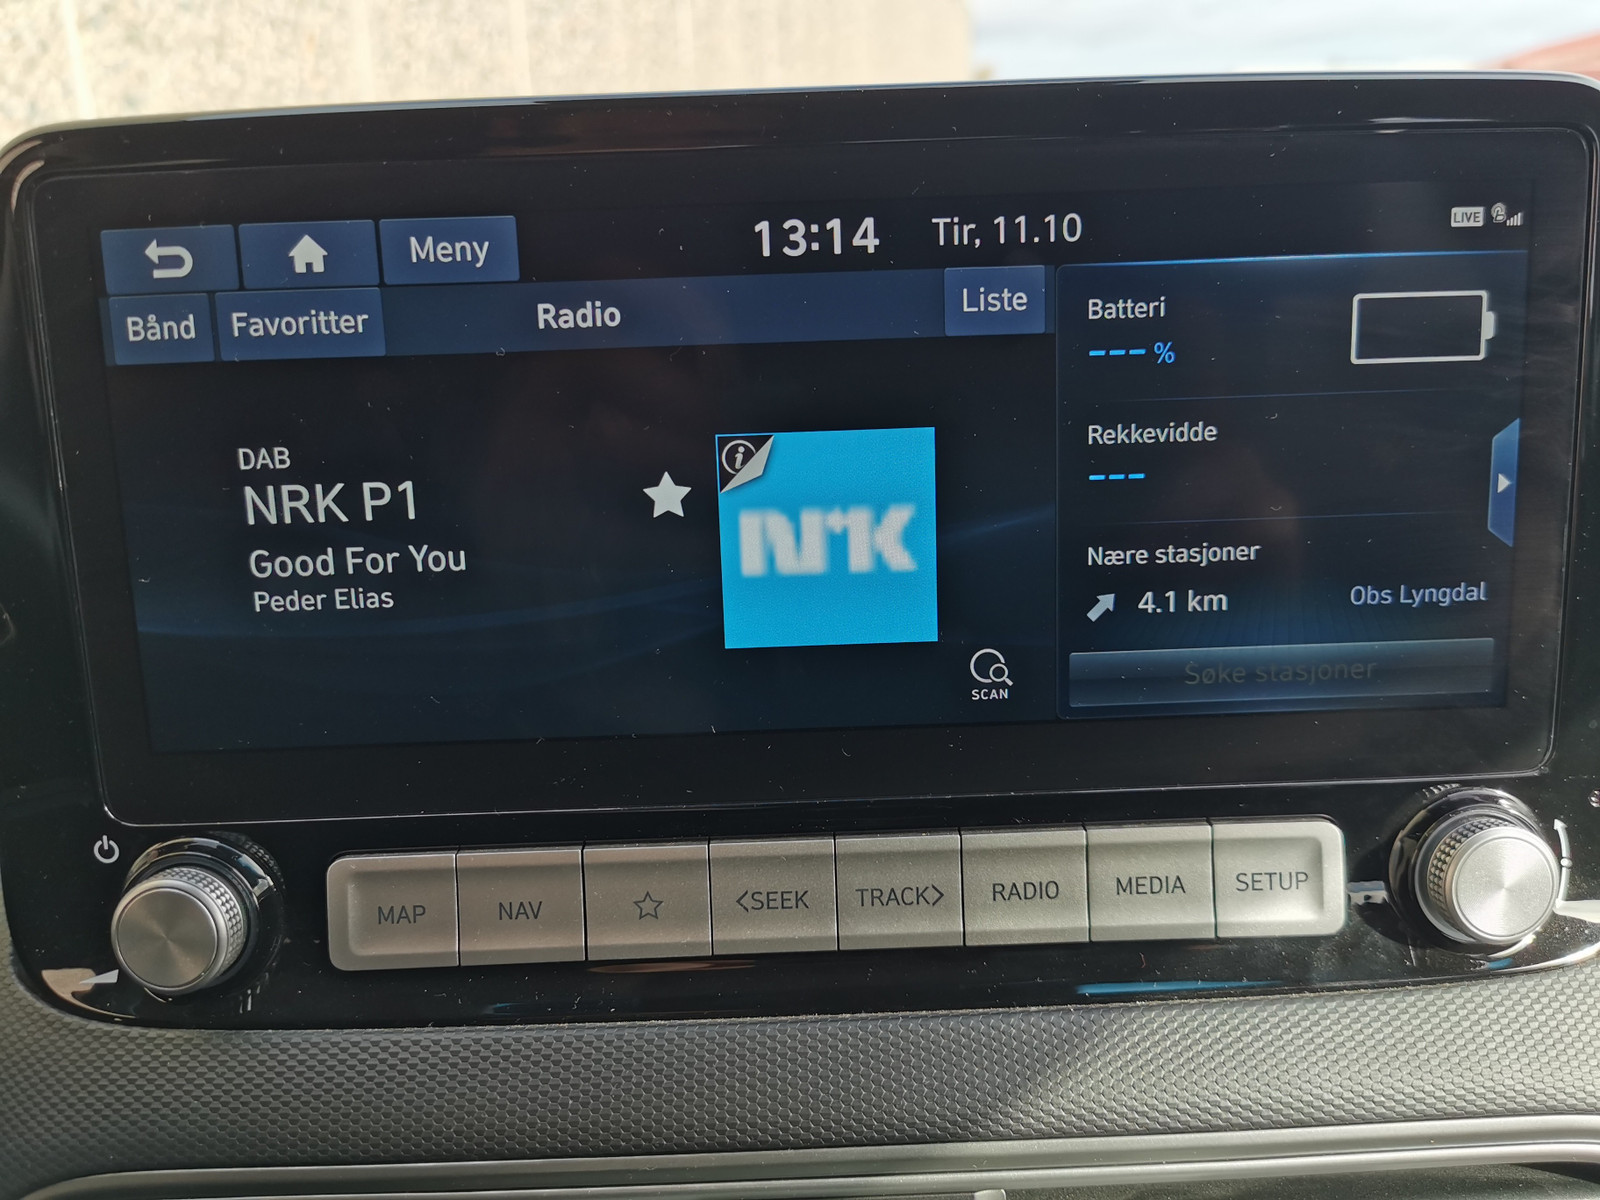 Meny
13:14
Tir, 11.10
LIVE
Bånd
Favoritter
Radio
Liste
DAB
NRK P1
Good For You
Peder Elias
NRK
SCAN
Batteri
---%
Rekkevidde
---
Nære stasjoner
4.1 km
Obs Lyngdal
Søke stasjoner
MAP
NAV
<SEEK
TRACK>
RADIO
MEDIA
SETUP